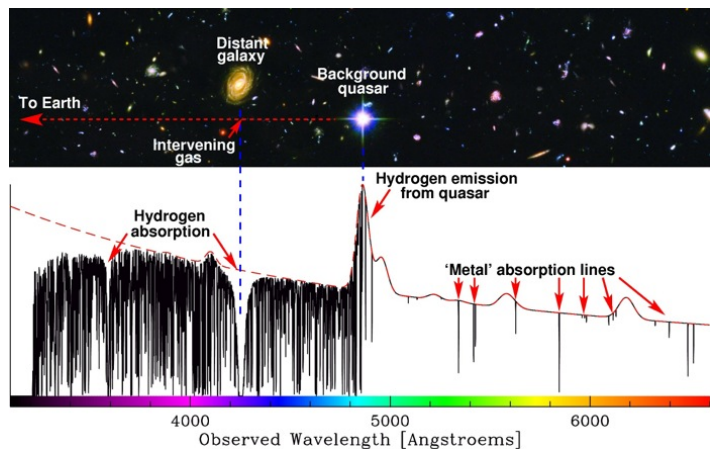 Distant
galaxy
Background
quasar
To Earth
Intervening
gas
Hydrogen emission
from quasar
Hydrogen
absorption
‘Metal’ absorption lines
4000
5000
6000
Observed Wavelength [Angstroems]